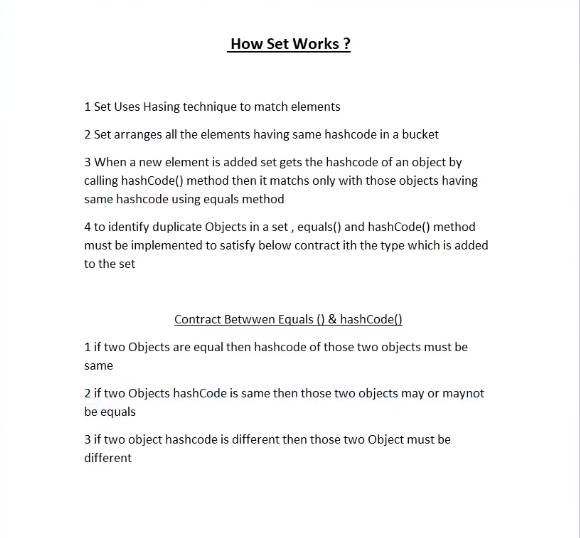 How Set Works ?
1 Set Uses Hasing technique to match elements
2 Set arranges all the elements having same hashcode in a bucket
3 When a new element is added set gets the hashcode of an object by
calling hashCode() method then it matchs only with those objects having
same hashcode using equals method
4 to identify duplicate Objects in a set , equals() and hashCode() method
must be implemented to satisfy below contract ith the type which is added
to the set
Contract Betwwen Equals () & hashCode()
1 if two Objects are equal then hashcode of those two objects must be
same
2 if two Objects hashCode is same then those two objects may or maynot
be equals
3 if two object hashcode is different then those two Object must be
different